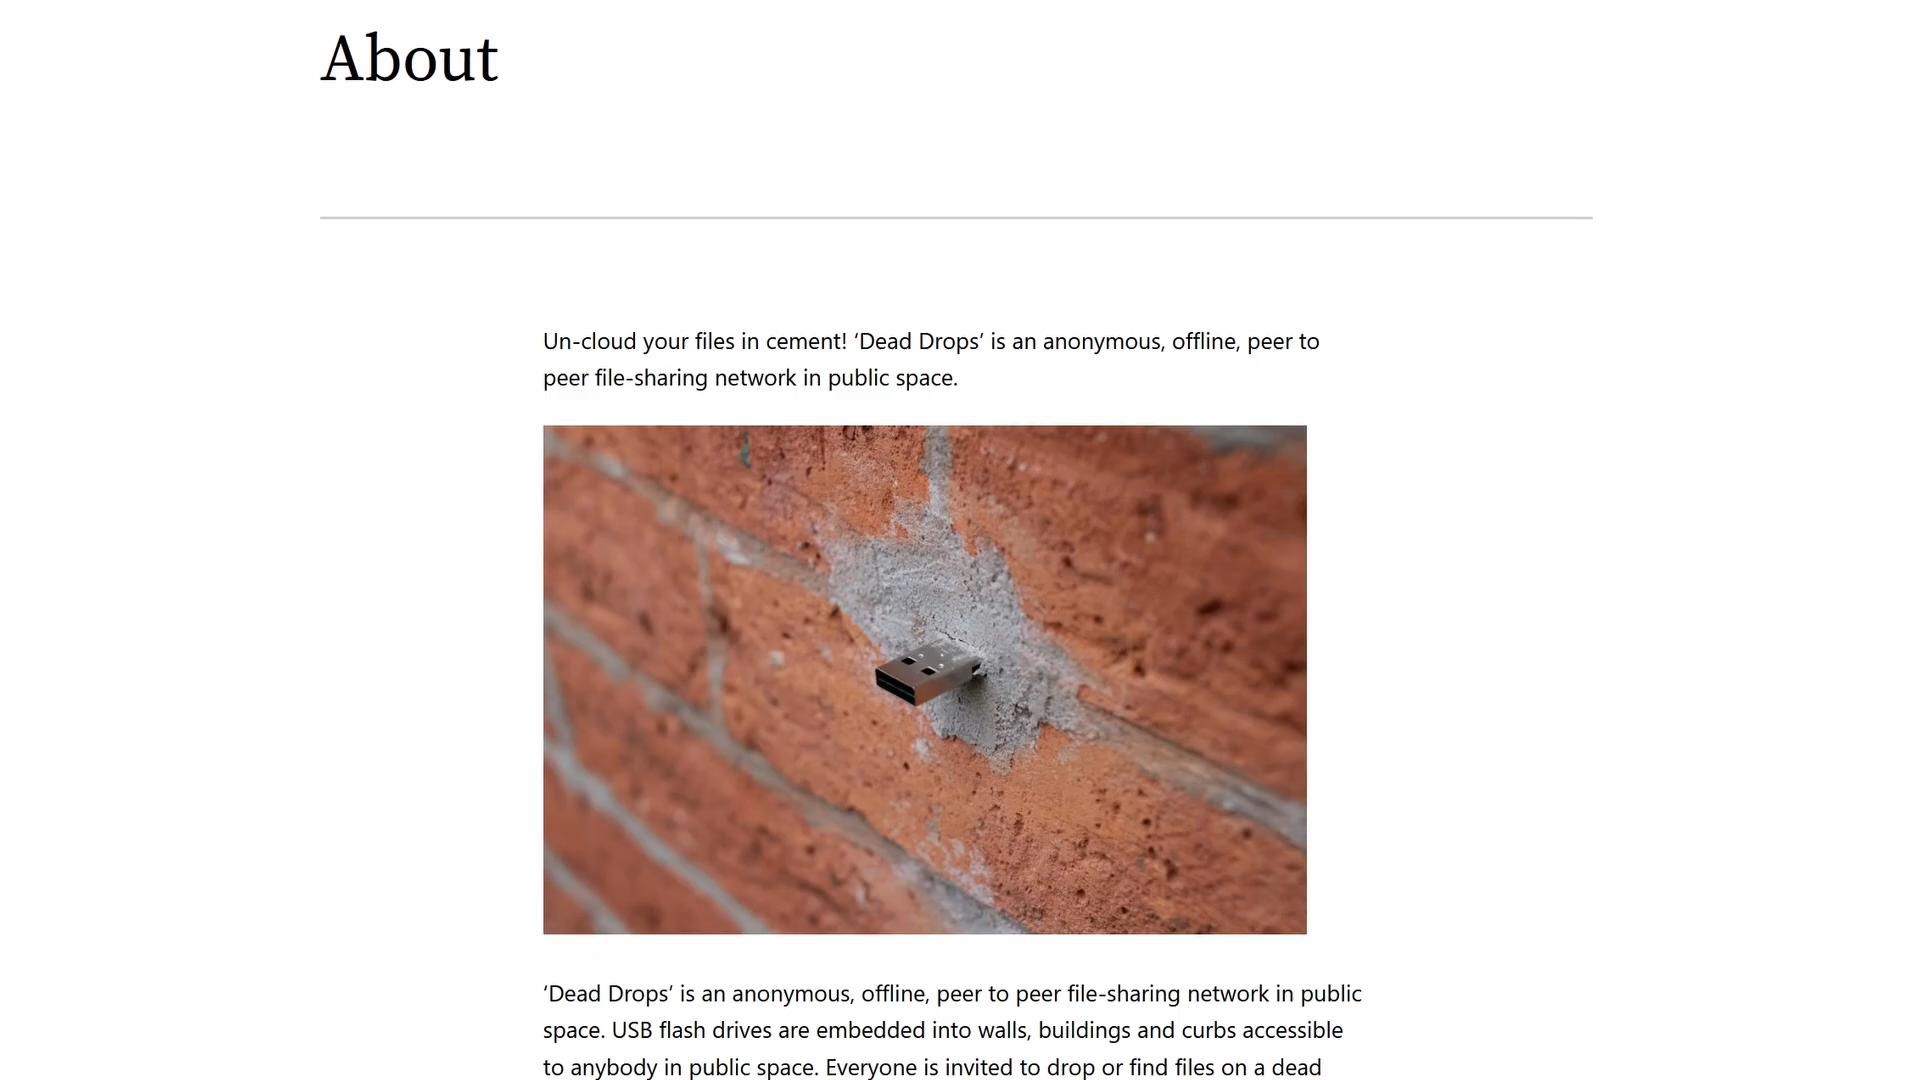 About
Un-cloud your files in cement! ‘Dead Drops’ is an anonymous, offline, peer to
peer file-sharing network in public space.
‘Dead Drops’ is an anonymous, offline, peer to peer file-sharing network in public
space. USB flash drives are embedded into walls, buildings and curbs accessible
to anybody in public space. Everyone is invited to drop or find files on a dead